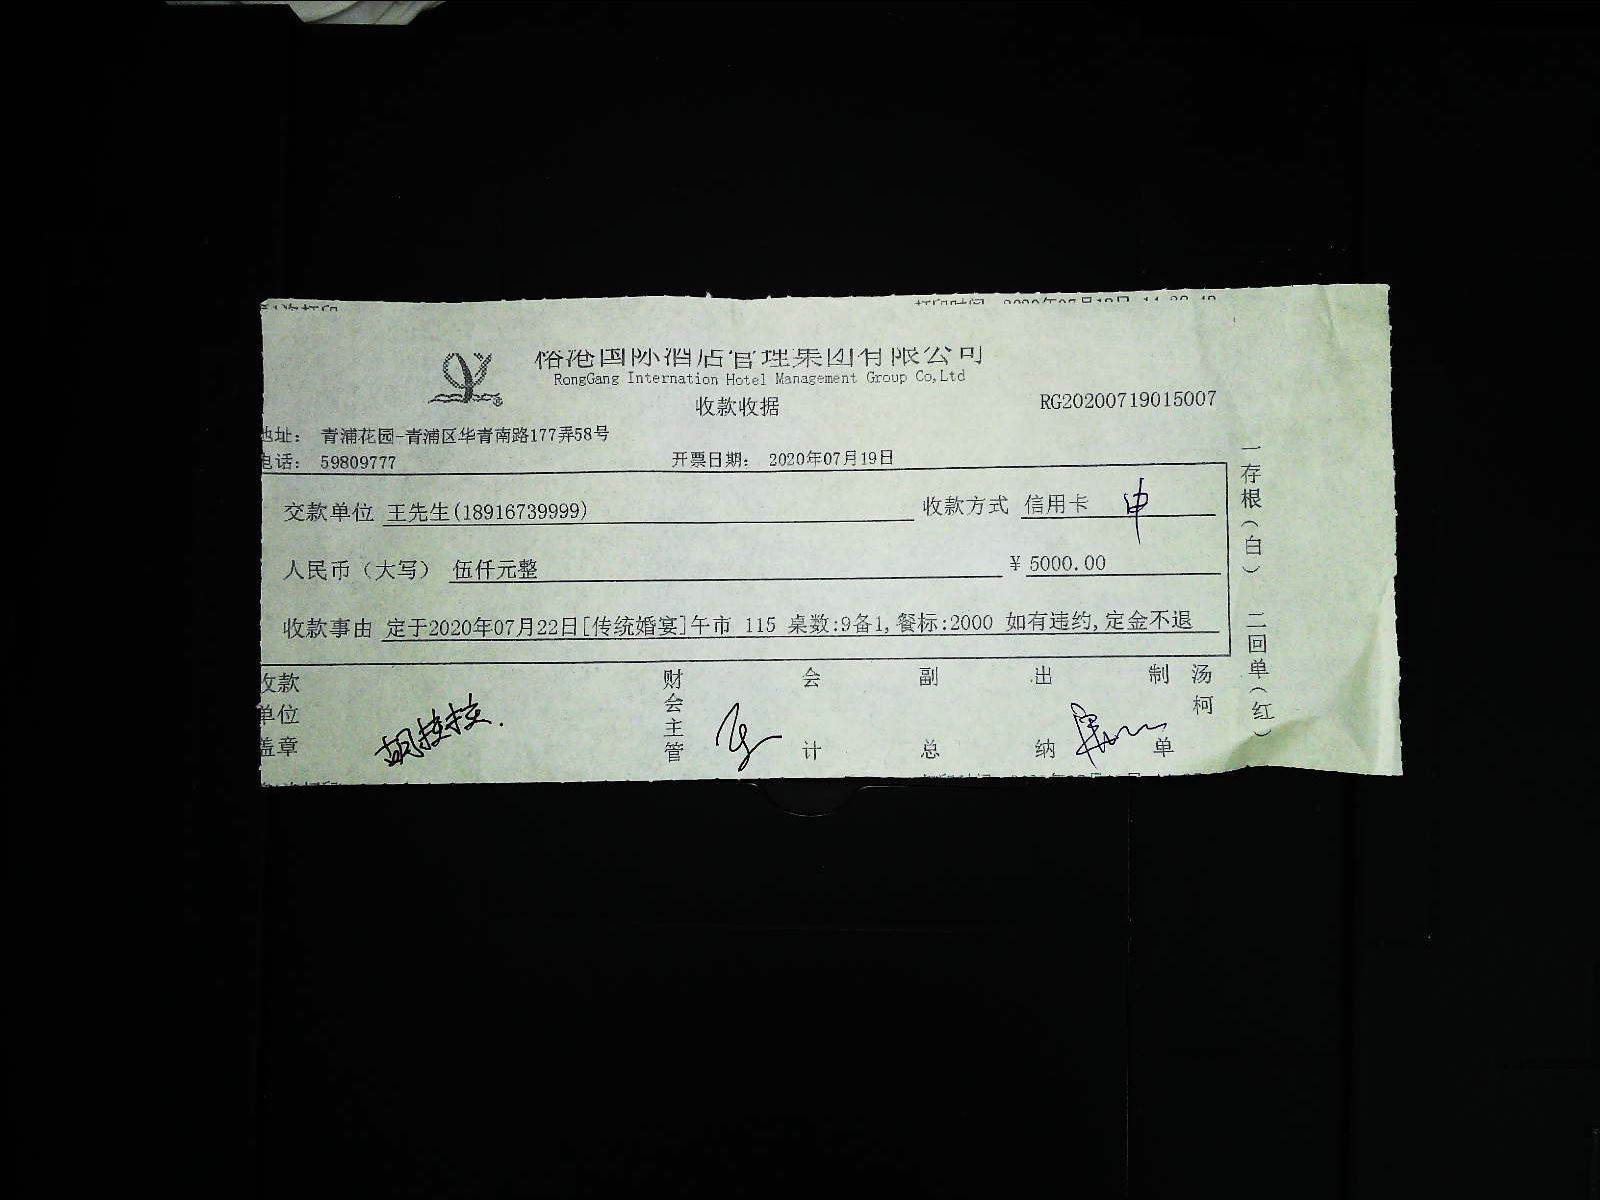 国际酒店管理集团有限公司
RongGang Internation Hotel Management Group Co,Ltd
收款收据
RG20200719015007
地址： 青浦花园-青浦区华青南路177弄58号
电话： 59809777
开票日期： 2020年07月19日
交款单位 王先生(18916739999) 收款方式 信用卡 申
人民币（大写） 伍仟元整 ￥5000.00
收款事由 定于2020年07月22日[传统婚宴]午市 115 桌数:9备1,餐标:2000 如有违约,定金不退
收款单位盖章
财会主管
会计
副总
出纳
制单
汤柯
一存根（白） 二回单（红）